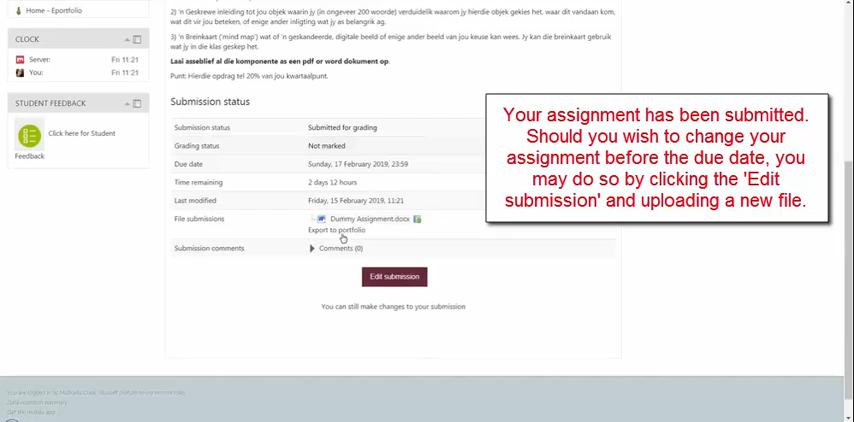 Home - Eportfolio
CLOCK
Server: Fri 11:21
You: Fri 11:21
STUDENT FEEDBACK
Click here for Student
Feedback
2) 'n Geskrewe inleiding tot jou objek waarin jy (in ongeveer 200 woorde) verduidelik waarom jy hierdie objek gekies het. waar dit vandaan kom,
wat dit vir jou beteken, of enige ander inligting wat jy as belangrik ag.
3) 'n Breinkaart ('mind map') wat of 'n geskandeerde, digitale beeld of enige ander beeld van jou keuse kan wees. Jy kan die breinkaart gebruik
wat jy in die klas geskep het.
Laai asseblief al die komponente as een pdf or word dokument op.
Punt: Hierdie opdrag tel 20% van jou kwartaalpunt.
Submission status
Submission status Submitted for grading
Grading status Not marked
Due date Sunday, 17 February 2019, 23:59
Time remaining 2 days 12 hours
Last modified Friday, 15 February 2019, 11:21
File submissions Dummy Assignment.docx
Export to portfolio
Submission comments Comments (0)
Edit submission
You can still make changes to your submission
Your assignment has been submitted.
Should you wish to change your
assignment before the due date, you
may do so by clicking the 'Edit
submission' and uploading a new file.
Data retention summary
Get the mobile app